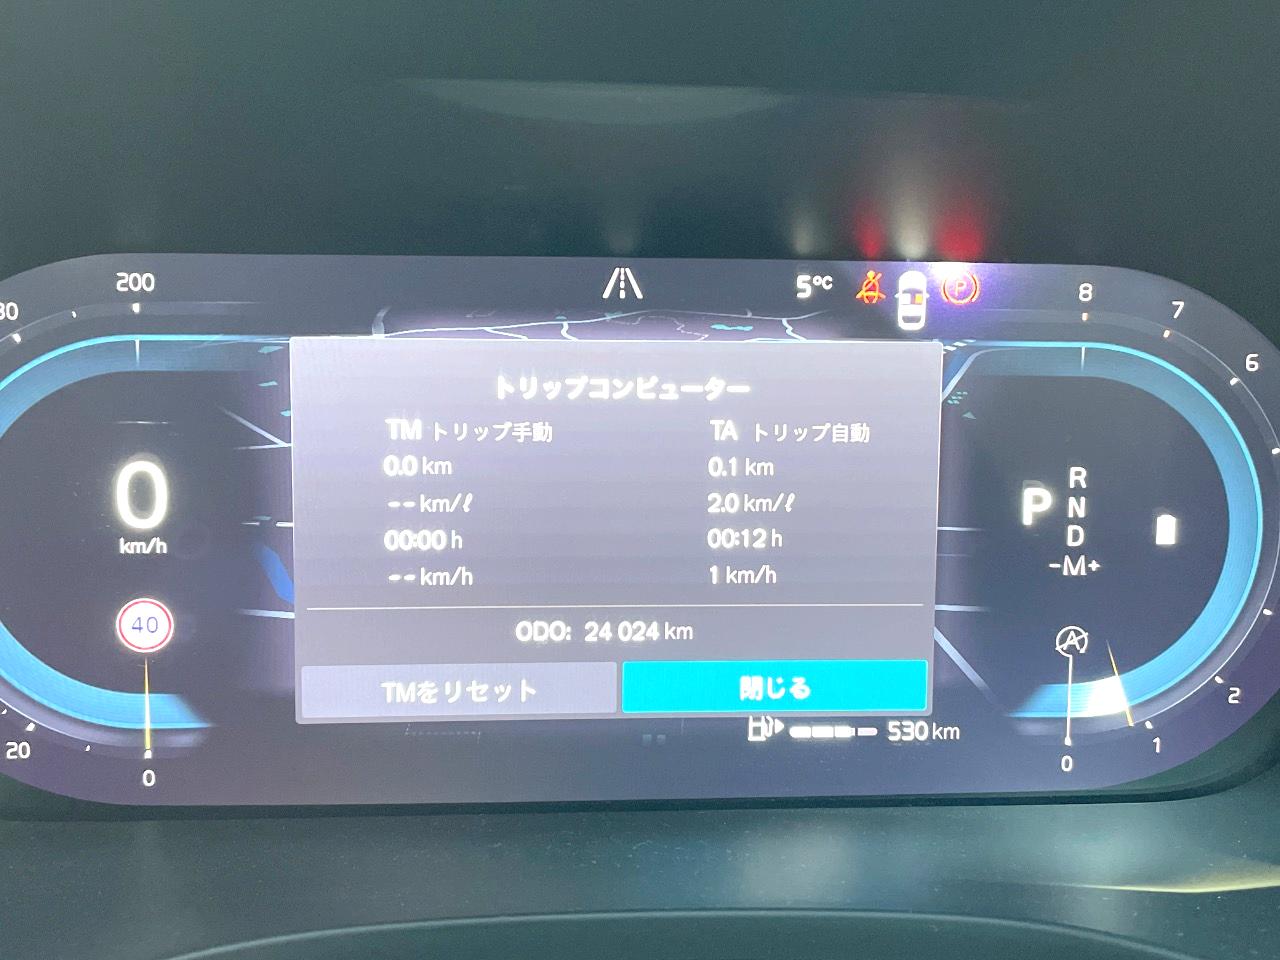 200
80
5°C
P
8
7
6
2
1
0
トリップコンピューター
TM トリップ手動
0.0 km
-- km/ℓ
00:00 h
-- km/h
TA トリップ自動
0.1 km
2.0 km/ℓ
00:12 h
1 km/h
ODO: 24 024 km
TMをリセット
閉じる
0
km/h
40
20
0
P
R
N
D
-M+
A
530 km